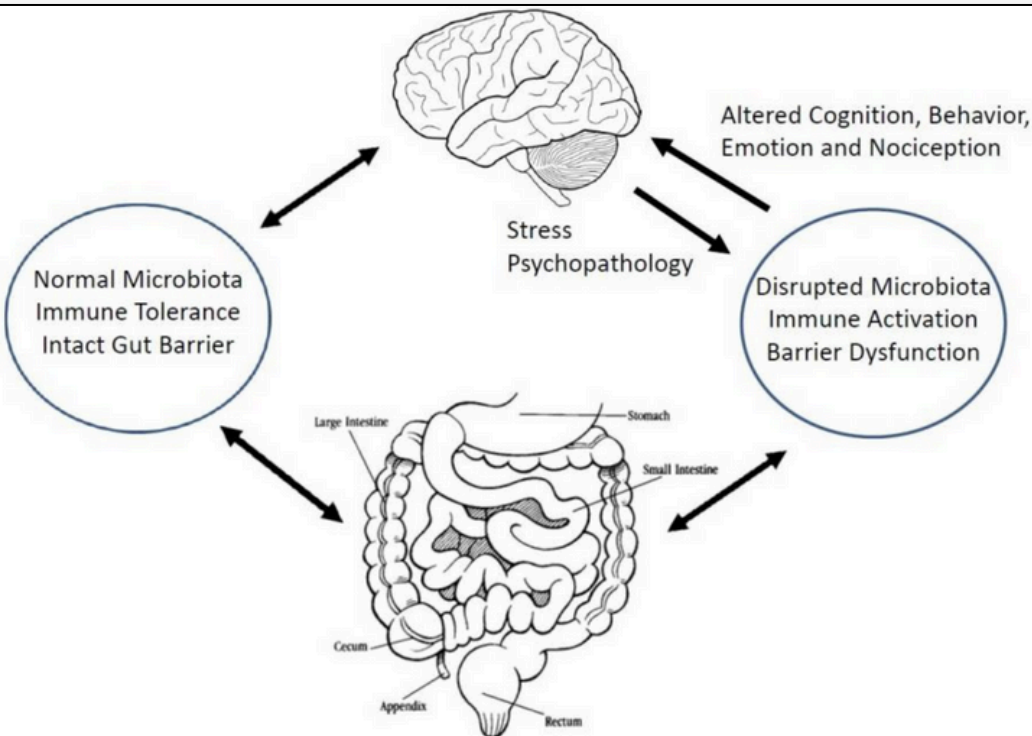 Altered Cognition, Behavior,
Emotion and Nociception
Stress
Psychopathology
Normal Microbiota
Immune Tolerance
Intact Gut Barrier
Disrupted Microbiota
Immune Activation
Barrier Dysfunction
Large Intestine
Stomach
Small Intestine
Cecum
Appendix
Rectum